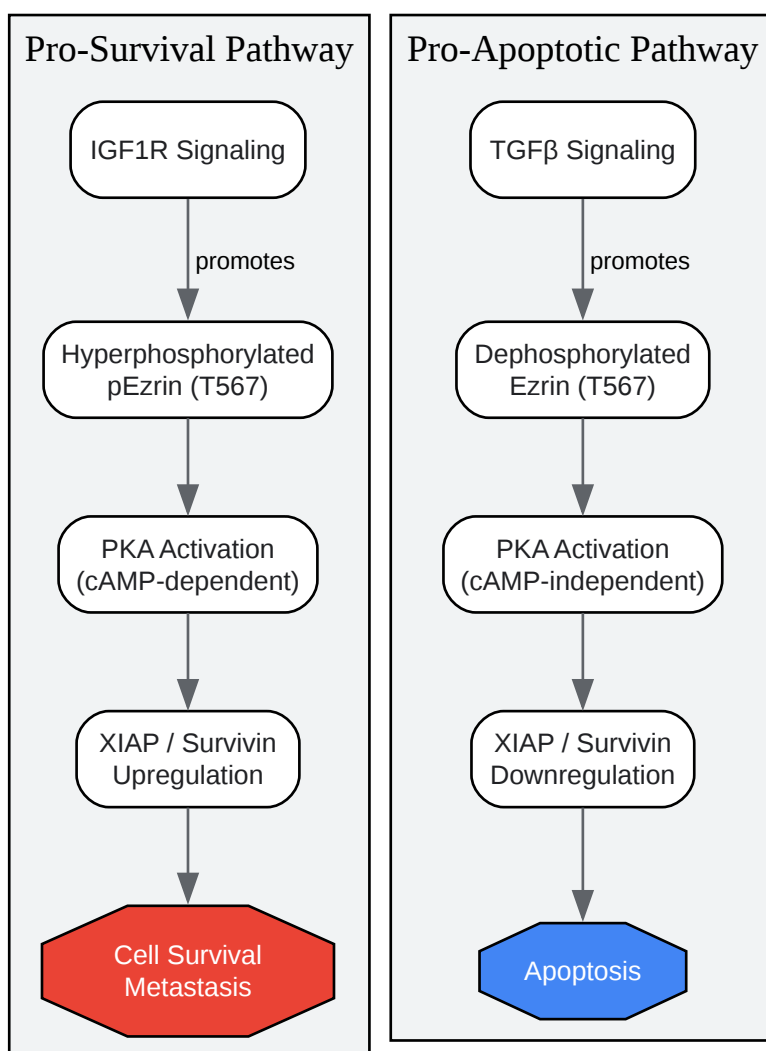 Pro-Survival Pathway
IGF1R Signaling
promotes
Hyperphosphorylated
pEzrin (T567)
PKA Activation
(cAMP-dependent)
XIAP / Survivin
Upregulation
Cell Survival
Metastasis
Pro-Apoptotic Pathway
TGFβ Signaling
promotes
Dephosphorylated
Ezrin (T567)
PKA Activation
(cAMP-independent)
XIAP / Survivin
Downregulation
Apoptosis